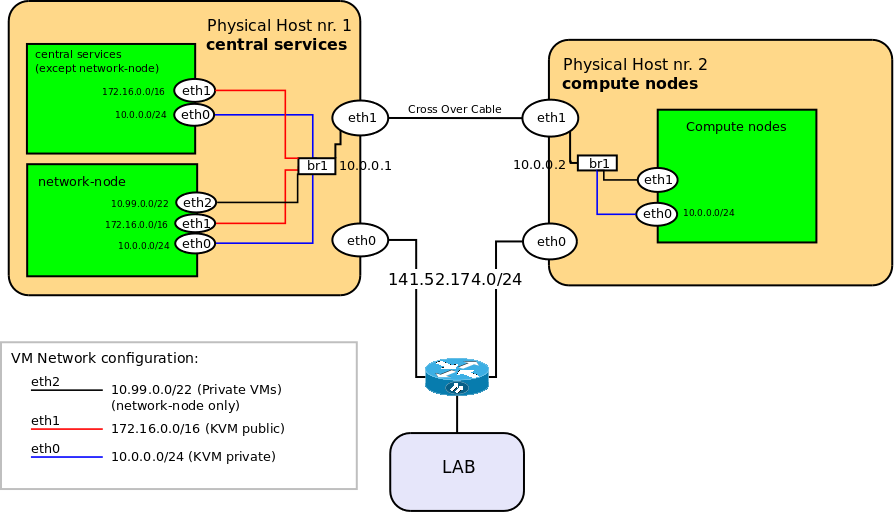 Physical Host nr. 1
central services
central services
(except network-node)
172.16.0.0/16
eth1
10.0.0.0/24
eth0
network-node
10.99.0.0/22
eth2
172.16.0.0/16
eth1
10.0.0.0/24
eth0
br1
10.0.0.1
eth1
eth0
Cross Over Cable
141.52.174.0/24
Physical Host nr. 2
compute nodes
eth1
10.0.0.2
br1
eth0
Compute nodes
eth1
eth0
10.0.0.0/24
LAB
VM Network configuration:
eth2
10.99.0.0/22 (Private VMs)
(network-node only)
eth1
172.16.0.0/16 (KVM public)
eth0
10.0.0.0/24 (KVM private)